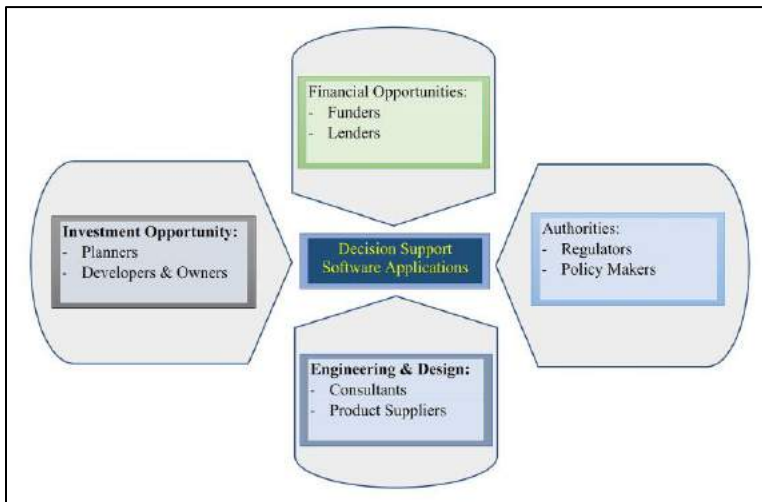 Financial Opportunities:
- Funders
- Lenders
Investment Opportunity:
- Planners
- Developers & Owners
Decision Support
Software Applications
Authorities:
- Regulators
- Policy Makers
Engineering & Design:
- Consultants
- Product Suppliers